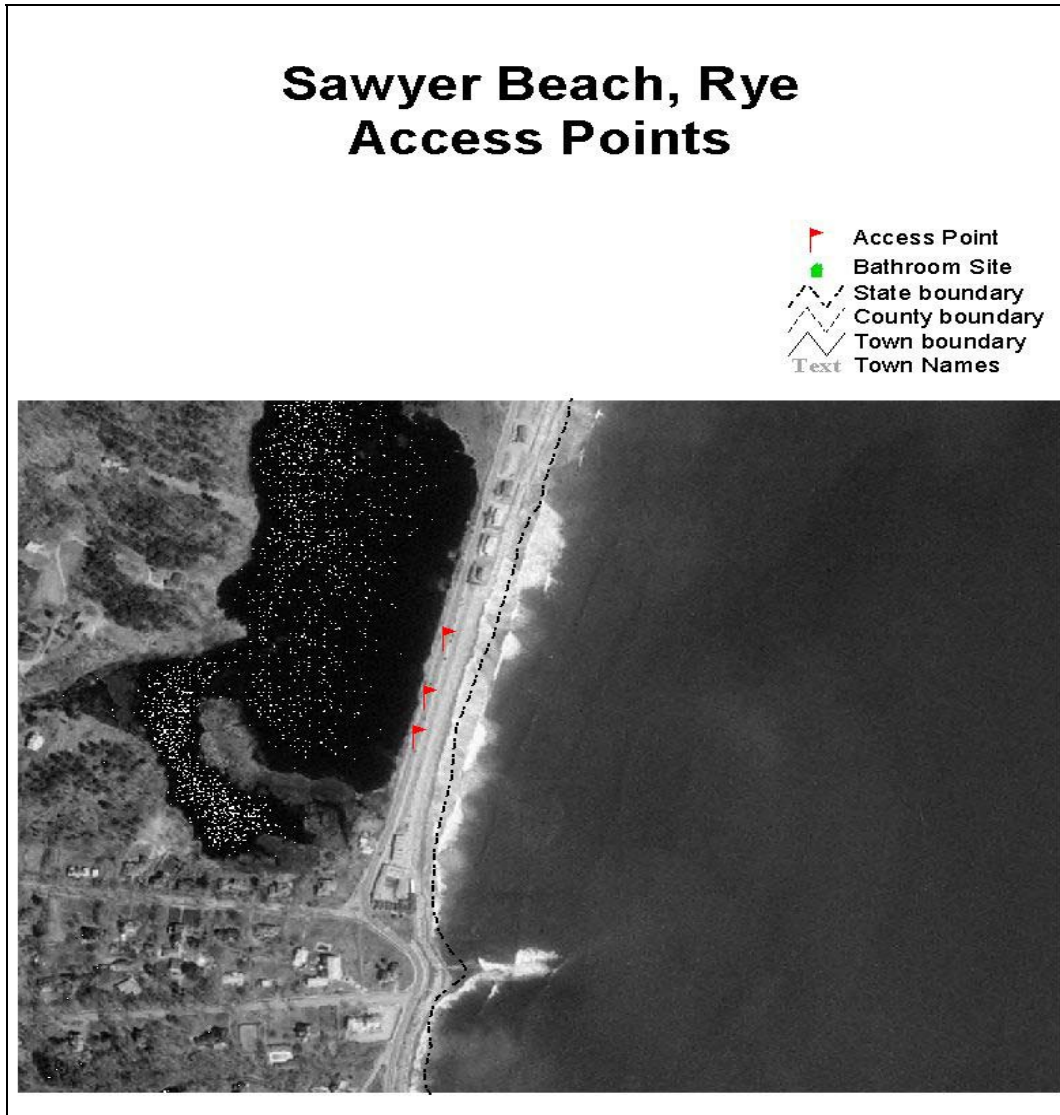 Sawyer Beach, Rye
Access Points
Access Point
Bathroom Site
State boundary
County boundary
Town boundary
Text Town Names